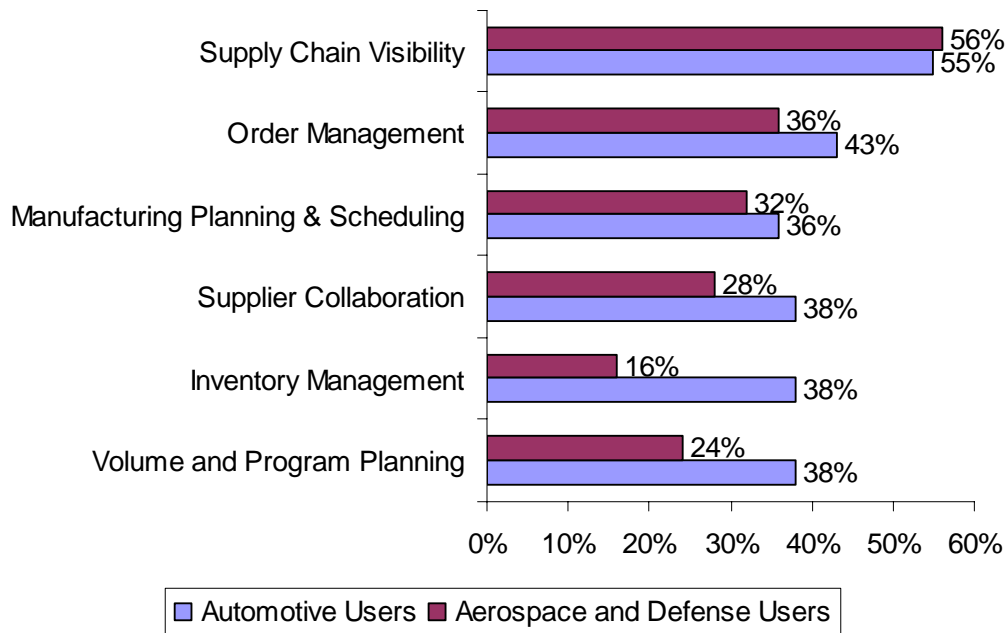 Supply Chain Visibility
56%
55%
Order Management
36%
43%
Manufacturing Planning & Scheduling
32%
36%
Supplier Collaboration
28%
38%
Inventory Management
16%
38%
Volume and Program Planning
24%
38%
0% 10% 20% 30% 40% 50% 60%
Automotive Users Aerospace and Defense Users